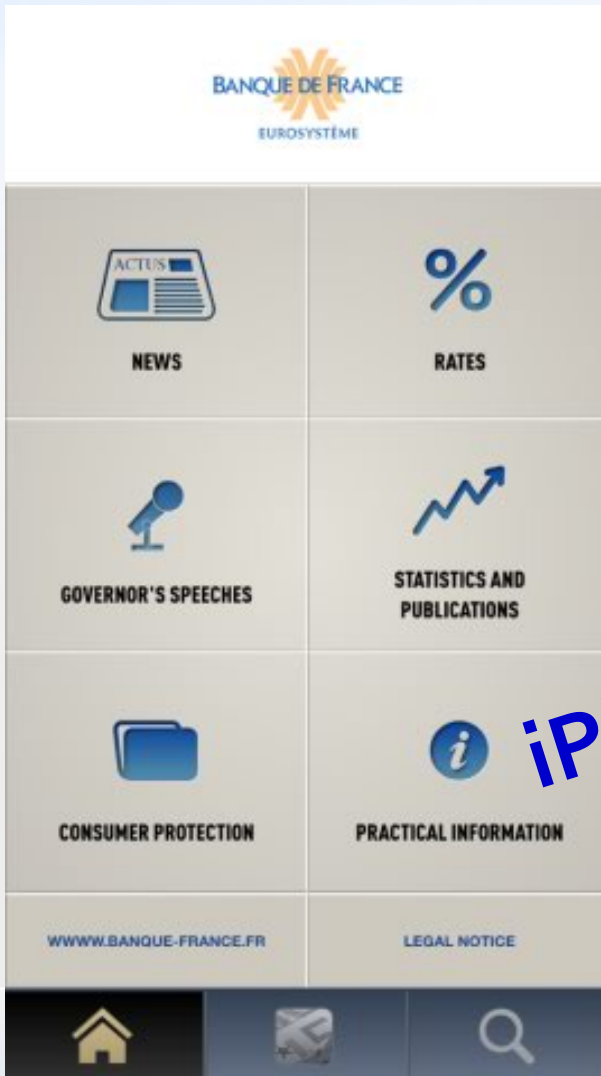 BANQUE DE FRANCE
EUROSYSTÈME
ACTUS
NEWS
RATES
GOVERNOR'S SPEECHES
STATISTICS AND
PUBLICATIONS
iP
CONSUMER PROTECTION
PRACTICAL INFORMATION
WWWW.BANQUE-FRANCE.FR
LEGAL NOTICE